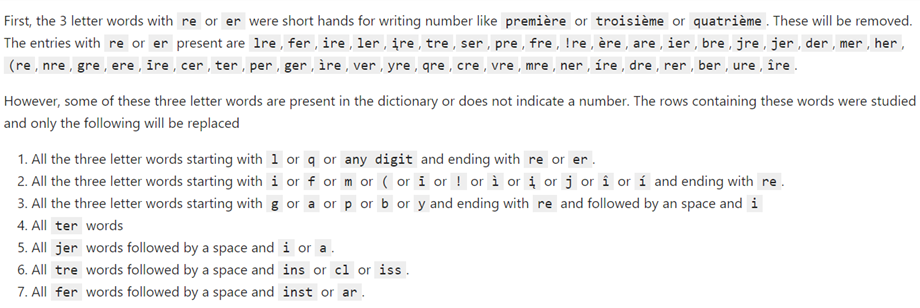 First, the 3 letter words with re or er were short hands for writing number like première or troisième or quatrième. These will be removed.
The entries with re or er present are lre, fer, ire, ler, įre, tre, ser, pre, fre, !re, ère, are, ier, bre, jre, jer, der, mer, her,
(re, nre, gre, ere, īre, cer, ter, per, ger, ìre, ver, yre, qre, cre, vre, mre, ner, íre, dre, rer, ber, ure, îre.
However, some of these three letter words are present in the dictionary or does not indicate a number. The rows containing these words were studied
and only the following will be replaced
1. All the three letter words starting with l or q or any digit and ending with re or er.
2. All the three letter words starting with i or f or m or ( or ī or ! or ì or į or j or î or í and ending with re.
3. All the three letter words starting with g or a or p or b or y and ending with re and followed by an space and i
4. All ter words
5. All jer words followed by a space and i or a.
6. All tre words followed by a space and ins or cl or iss.
7. All fer words followed by a space and inst or ar.